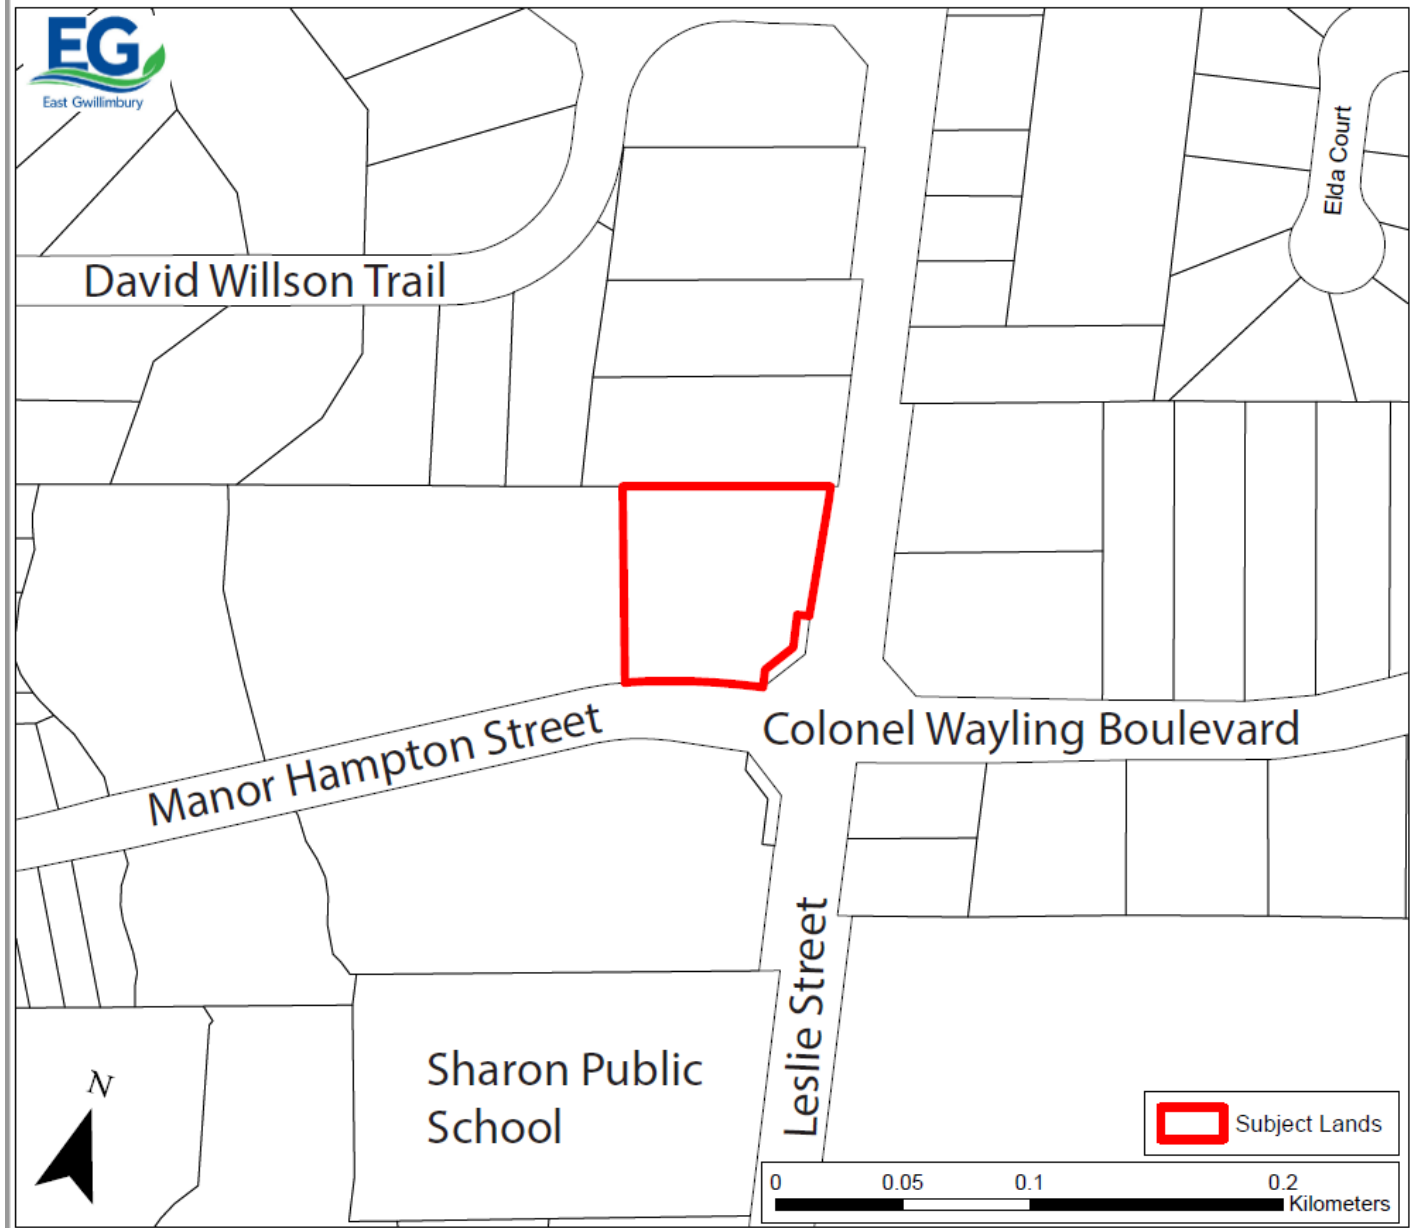 EG
East Gwillimbury
Elda Court
David Willson Trail
Manor Hampton Street
Colonel Wayling Boulevard
Leslie Street
Sharon Public
School
N
Subject Lands
0 0.05 0.1 0.2
Kilometers